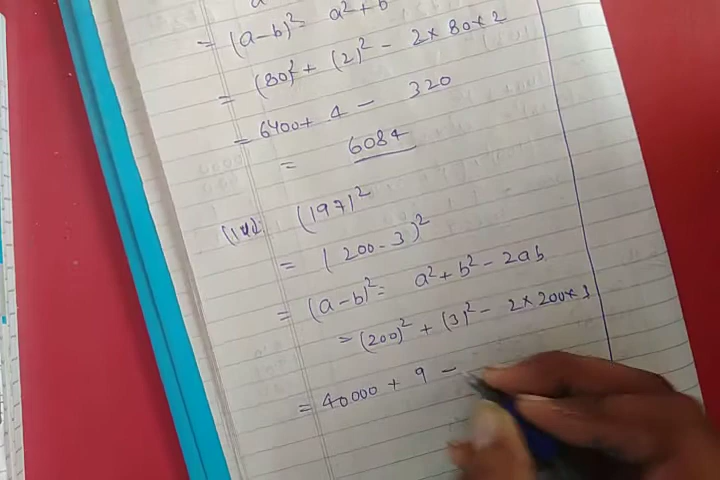 = (a-b)² = a² + b
= (80)² + (2)² - 2×80×2
= 6400 + 4 - 320
= 6084
(197)²
= (200-3)²
= (a-b)² = a² + b² - 2ab
= (200)² + (3)² - 2×200×3
= 40000 + 9 -